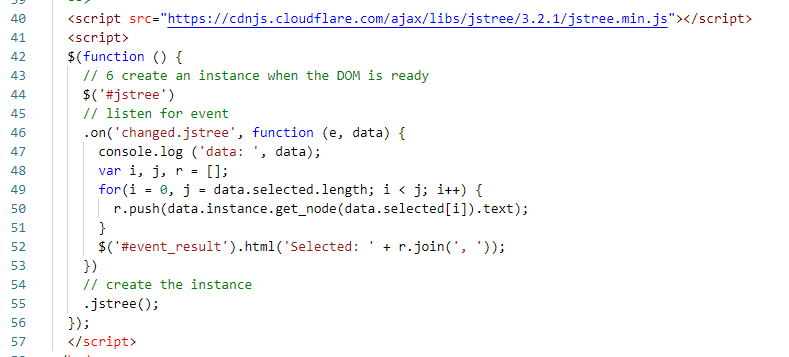 40 <script src="https://cdnjs.cloudflare.com/ajax/libs/jstree/3.2.1/jstree.min.js"></script>
41 <script>
42 $(function () {
43 // 6 create an instance when the DOM is ready
44 $('#jstree')
45 // listen for event
46 .on('changed.jstree', function (e, data) {
47 console.log ('data: ', data);
48 var i, j, r = [];
49 for(i = 0, j = data.selected.length; i < j; i++) {
50 r.push(data.instance.get_node(data.selected[i]).text);
51 }
52 $('#event_result').html('Selected: ' + r.join(', '));
53 })
54 // create the instance
55 .jstree();
56 });
57 </script>